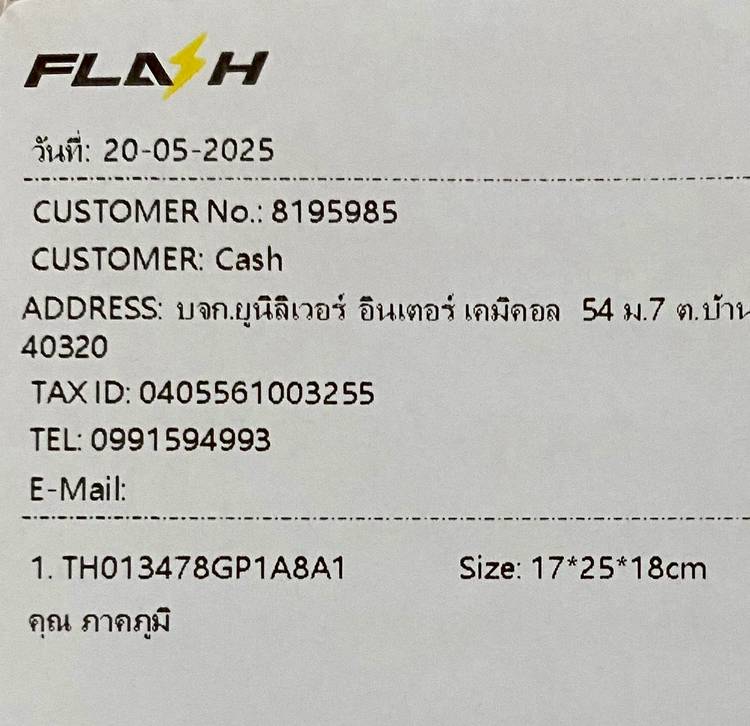 FLASH
วันที่: 20-05-2025
CUSTOMER No.: 8195985
CUSTOMER: Cash
ADDRESS: บจก.ยูนิลิเวอร์ อินเตอร์ เคมิคอล 54 ม.7 ต.บ้าน
40320
TAX ID: 0405561003255
TEL: 0991594993
E-Mail:
1. TH013478GP1A8A1 Size: 17*25*18cm
คุณ ภาคภูมิ